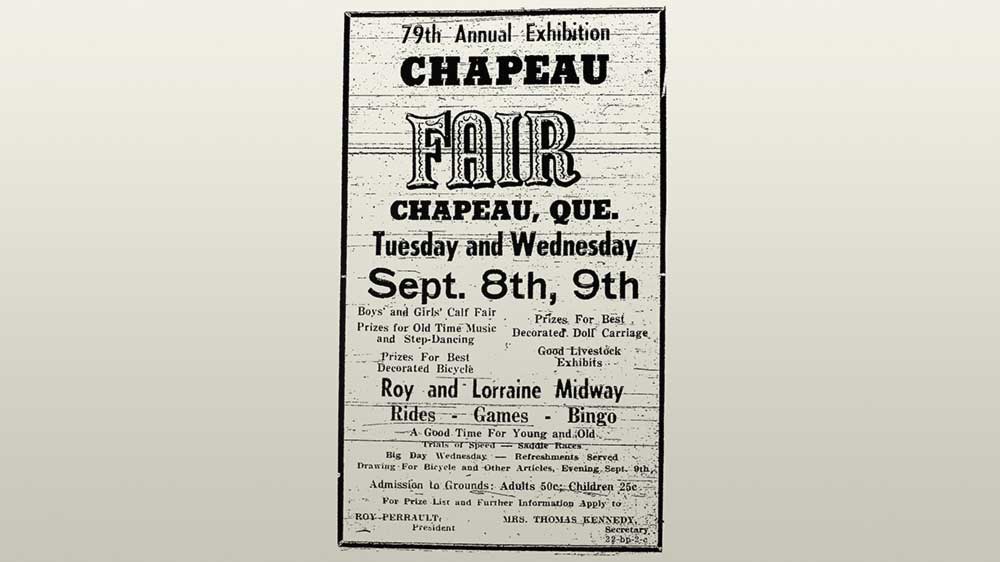 79th Annual Exhibition
CHAPEAU
FAIR
CHAPEAU, QUE.
Tuesday and Wednesday
Sept. 8th, 9th
Boys' and Girls' Calf Fair
Prizes for Old Time Music
and Step-Dancing
Prizes For Best
Decorated Bicycle
Prizes For Best
Decorated Doll Carriage
Good Livestock
Exhibits
Roy and Lorraine Midway
Rides - Games - Bingo
A Good Time For Young and Old
Trials of Speed — Saddle Races
Big Day Wednesday — Refreshments Served
Drawing For Bicycle and Other Articles, Evening Sept. 9th
Admission to Grounds: Adults 50c; Children 25c
For Prize List and Further Information Apply to
ROY PERRAULT,
President
MRS. THOMAS KENNEDY,
Secretary
22-bp-2-c